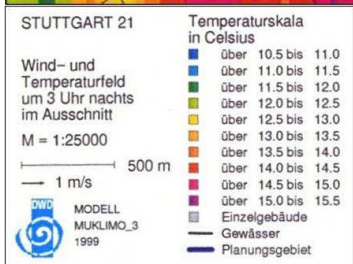 STUTTGART 21
Wind- und
Temperaturfeld
um 3 Uhr nachts
im Ausschnitt
M = 1:25000
500 m
1 m/s
DWD
MODELL
MUKLIMO_3
1999
Temperaturskala
in Celsius
über 10.5 bis 11.0
über 11.0 bis 11.5
über 11.5 bis 12.0
über 12.0 bis 12.5
über 12.5 bis 13.0
über 13.0 bis 13.5
über 13.5 bis 14.0
über 14.0 bis 14.5
über 14.5 bis 15.0
über 15.0 bis 15.5
Einzelgebäude
Gewässer
Planungsgebiet